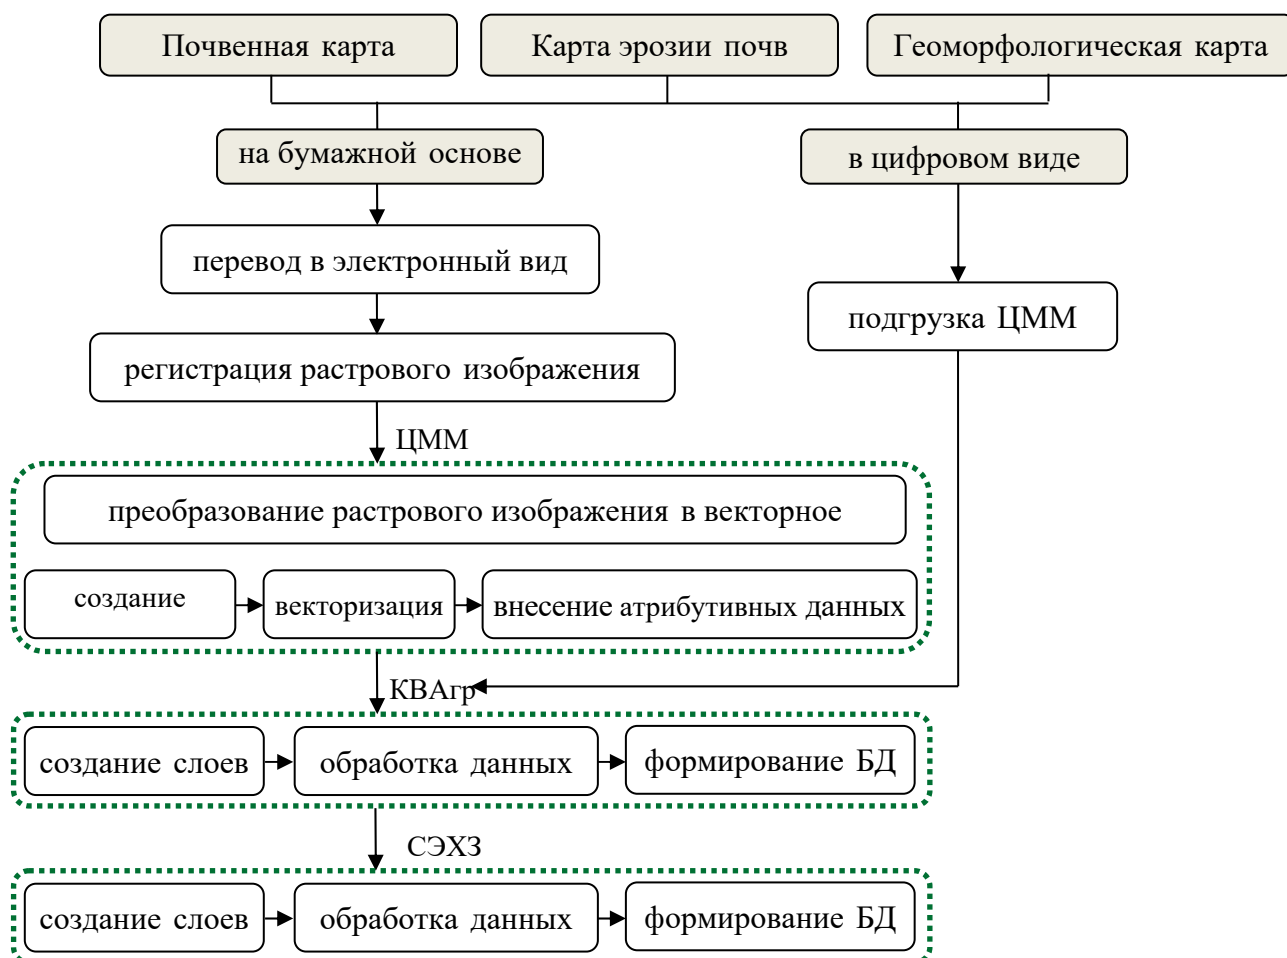 Почвенная карта
Карта эрозии почв
Геоморфологическая карта
на бумажной основе
в цифровом виде
перевод в электронный вид
подгрузка ЦММ
регистрация растрового изображения
ЦММ
преобразование растрового изображения в векторное
создание
векторизация
внесение атрибутивных данных
КВАгр
создание слоев
обработка данных
формирование БД
СЭХЗ
создание слоев
обработка данных
формирование БД